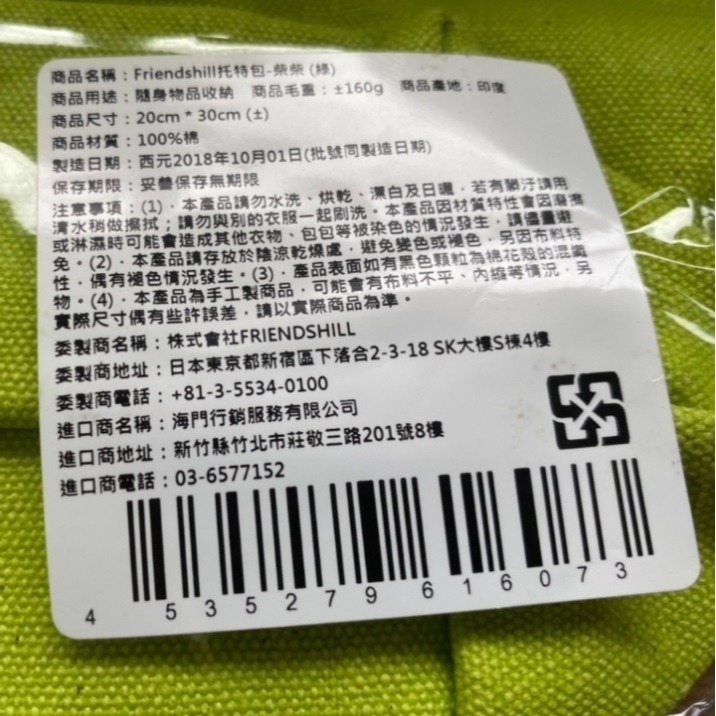 商品名稱：Friendshill托特包-柴柴 (綠)
商品用途：隨身物品收納　商品毛重：±160g　商品產地：印度
商品尺寸：20cm * 30cm (±)
商品材質：100%棉
製造日期：西元2018年10月01日(批號同製造日期)
保存期限：妥善保存無期限
注意事項：(1)．本產品請勿水洗、烘乾、漂白及日曬，若有髒汙請用
清水稍做擦拭；請勿與別的衣服一起刷洗。本產品因材質特性會因磨擦
或淋濕時可能會造成其他衣物、包包等被染色的情況發生，請儘量避
免。(2)．本產品請存放於陰涼乾燥處，避免變色或褪色，另因布料特
性，偶有褪色情況發生。(3)．產品表面如有黑色顆粒為棉花殼的混織
物。(4)．本產品為手工製商品，可能會有布料不平、內縮等情況，另
實際尺寸偶有些許誤差，請以實際商品為準。
委製商名稱：株式會社FRIENDSHILL
委製商地址：日本東京都新宿區下落合2-3-18 SK大樓S棟4樓
委製商電話：+81-3-5534-0100
進口商名稱：海門行銷服務有限公司
進口商地址：新竹縣竹北市莊敬三路201號8樓
進口商電話：03-6577152
4 535279 616073